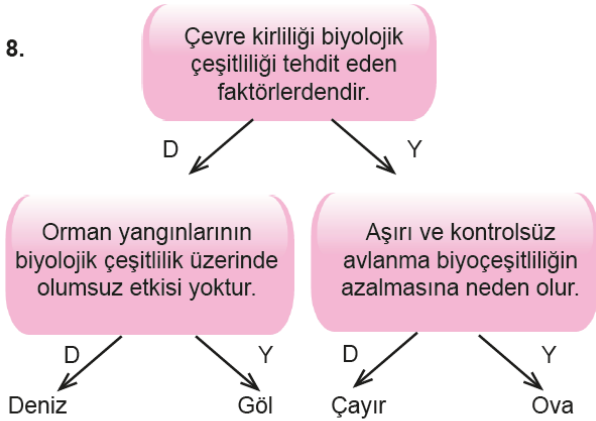 8.
Çevre kirliliği biyolojik
çeşitliliği tehdit eden
faktörlerdendir.
D
Y
Orman yangınlarının
biyolojik çeşitlilik üzerinde
olumsuz etkisi yoktur.
Aşırı ve kontrolsüz
avlanma biyoçeşitliliğin
azalmasına neden olur.
D
Y
D
Y
Deniz
Göl
Çayır
Ova